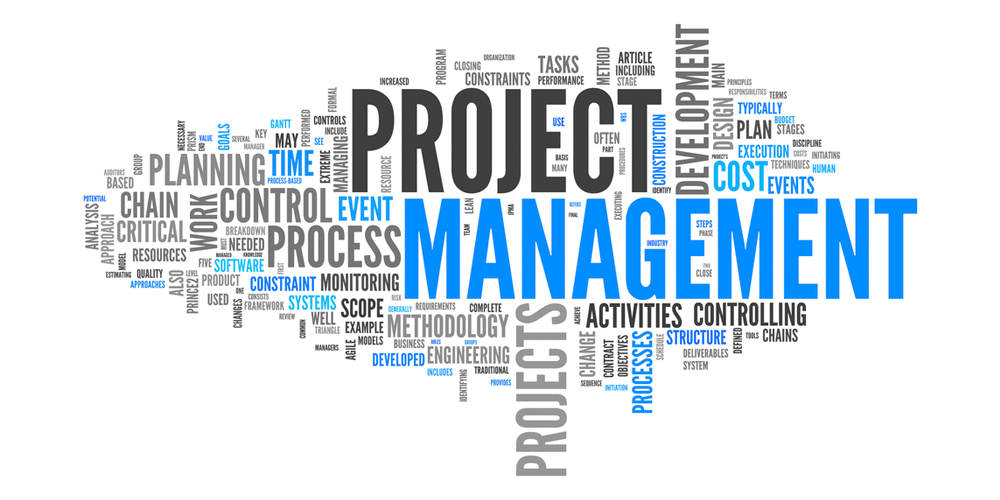 PROJECT
MANAGEMENT
DEVELOPMENT
PROJECTS
PROCESS
CONTROL
PLANNING
TIME
COST
EVENT
EVENTS
WORK
CHAIN
CRITICAL
RESOURCES
ANALYSIS
APPROACH
POTENTIAL
AUDITORS
BASED
GROUP
NECESSARY
PRISM
END
VALUE
GOALS
SEVERAL
KEY
MANAGER
GANTT
MAY
PERFORMED
SEE
FORMAL
CONTROLS
INCLUDE
EXTREME
MANAGING
RESOURCE
PROCESS-BASED
INCREASED
PROGRAM
CLOSING
ORGANIZATION
CONSTRAINTS
TASKS
PERFORMANCE
METHOD
ARTICLE
INCLUDING
STAGE
MAIN
PRINCIPLES
RESPONSIBILITIES
TERMS
TYPICALLY
BUDGET
DESIGN
PLAN
STAGES
DISCIPLINE
EXECUTION
COSTS
INITIATING
TECHNIQUES
HUMAN
PROJECTS
IDENTIFY
CONSTRUCTION
USE
WBS
OFTEN
PART
BASIS
MANY
PROCEDURES
LEAN
TEAM
IPMA
REFERS
FINAL
EXECUTING
INDUSTRY
STEPS
PHASE
TWO
CLOSE
MODEL
ESTIMATING
QUALITY
APPROACHES
ALSO
LEVEL
PRINCE2
FIVE
BREAKDOWN
MUST
NEEDED
MANAGED
KNOWLEDGE
SOFTWARE
FIRST
PRODUCT
USED
ONE
CHANGES
CONSISTS
FRAMEWORK
REVIEW
CONSTRAINT
MONITORING
SYSTEMS
SCOPE
RISK
GENERALLY
REQUIREMENTS
COMPLETE
COMMON
WELL
TRIANGLE
EXAMPLE
MODELS
AGILE
MANAGERS
METHODOLOGY
BUSINESS
ROLES
GROUPS
DEVELOPED
ENGINEERING
INCLUDES
TRADITIONAL
IDENTIFYING
PROVIDES
ACHIEVE
ACTIVITIES
CONTROLLING
CHANGE
SEQUENCE
CONTRACT
OBJECTIVES
INITIATION
PROCESSES
SCHEDULE
STRUCTURE
DELIVERABLES
SYSTEM
DEFINED
TOOLS
CHAINS